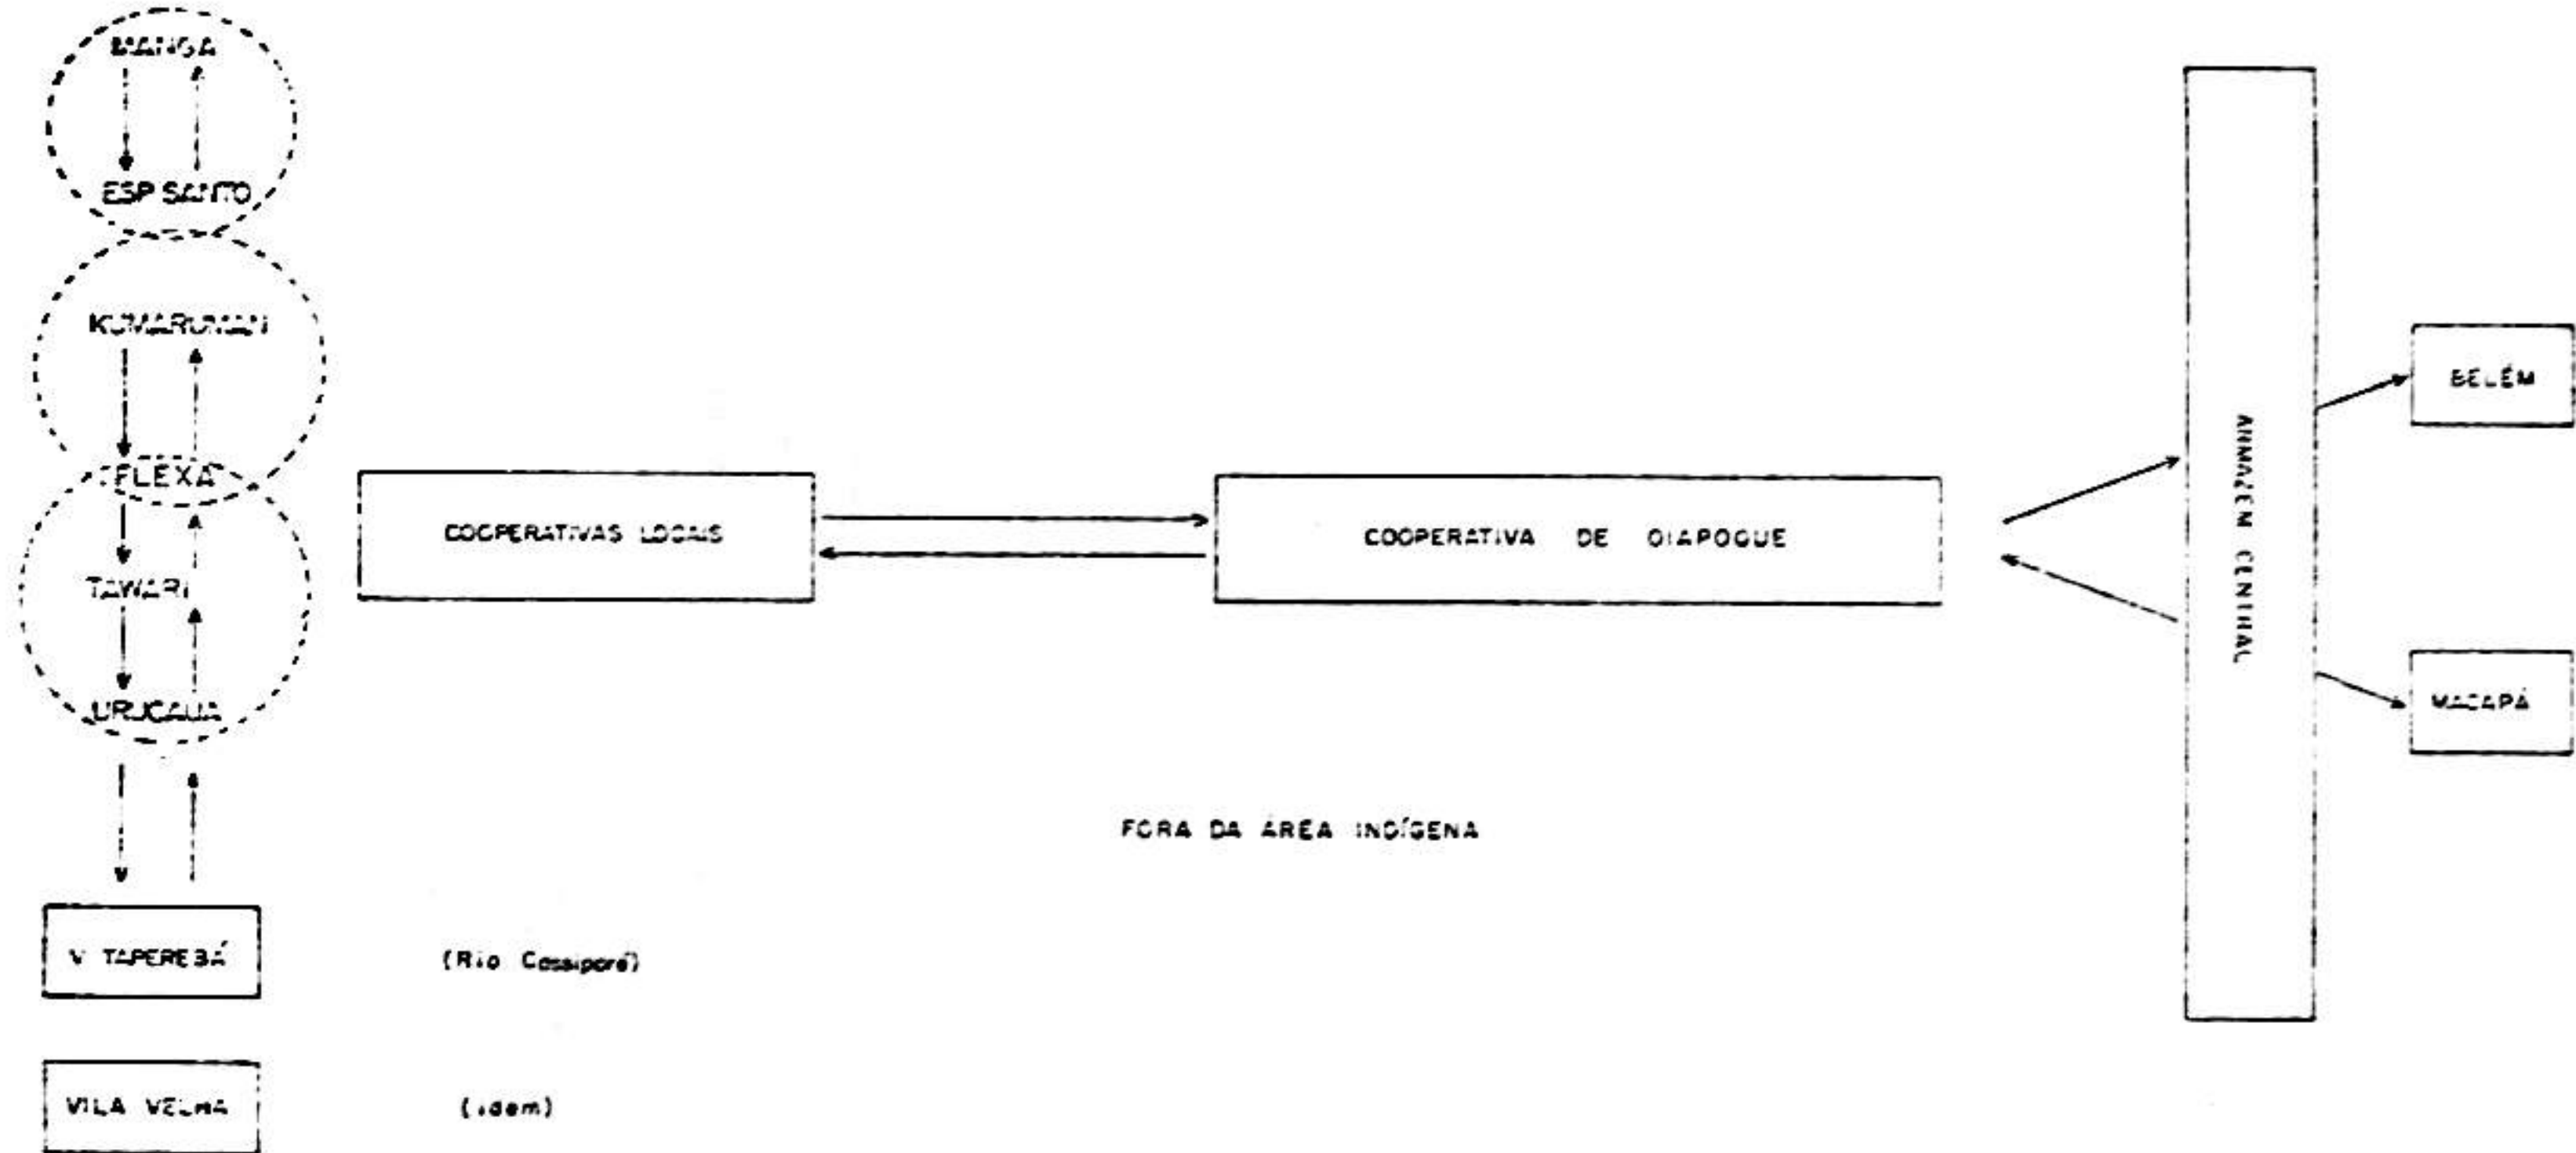 MANGA
ESP SANTO
KUMARUMAN
FLEXA
TAWARI
URUCAUA
COOPERATIVAS LOCAIS
COOPERATIVA DE OIAPOQUE
ARMAZEM CENTRAL
BELÉM
MACAPÁ
FORA DA ÁREA INDÍGENA
V TAPEREBÁ
(Rio Cassiporé)
VILA VELHA
(idem)